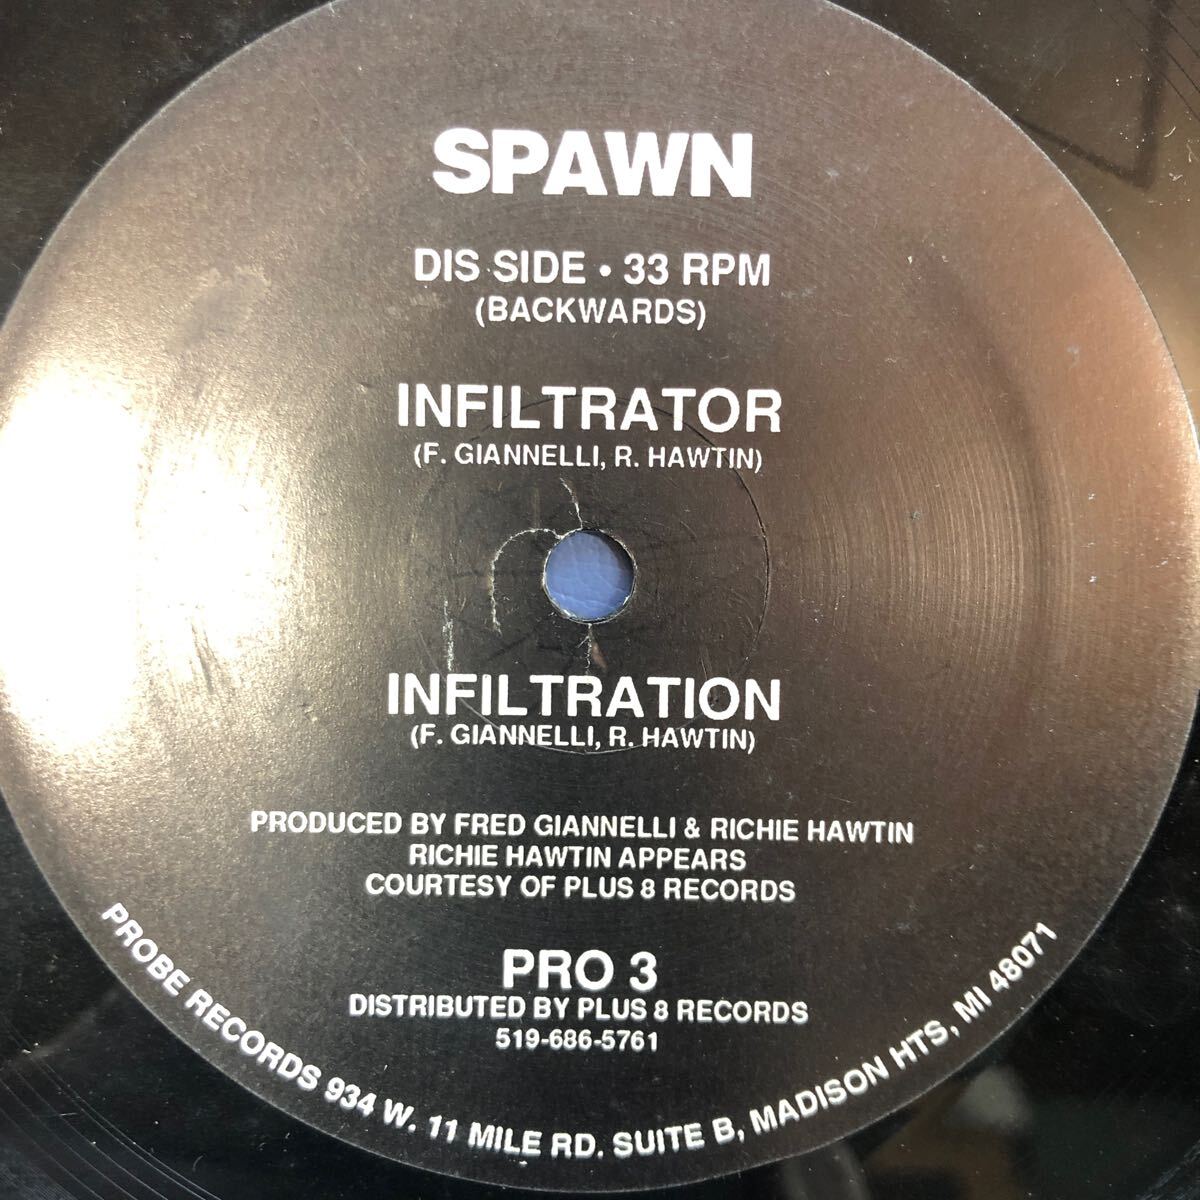 SPAWN
DIS SIDE • 33 RPM
(BACKWARDS)
INFILTRATOR
(F. GIANNELLI, R. HAWTIN)
INFILTRATION
(F. GIANNELLI, R. HAWTIN)
PRODUCED BY FRED GIANNELLI & RICHIE HAWTIN
RICHIE HAWTIN APPEARS
COURTESY OF PLUS 8 RECORDS
PRO 3
DISTRIBUTED BY PLUS 8 RECORDS
519-686-5761
PROBE RECORDS 934 W. 11 MILE RD. SUITE B, MADISON HTS, MI 48071